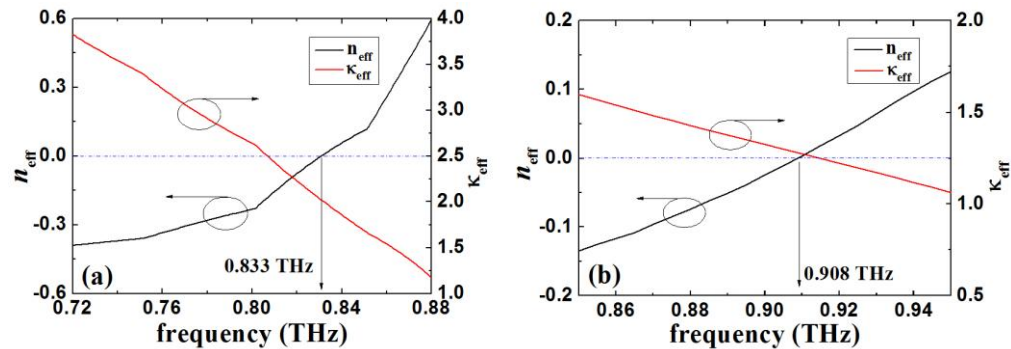 0.6
0.3
0.0
-0.3
-0.6
n_eff
4.0
3.5
3.0
2.5
2.0
1.5
1.0
κ_eff
n_eff
κ_eff
(a)
0.833 THz
0.72 0.76 0.80 0.84 0.88
frequency (THz)
0.2
0.1
0.0
-0.1
-0.2
n_eff
2.0
1.5
1.0
0.5
κ_eff
n_eff
κ_eff
(b)
0.908 THz
0.86 0.88 0.90 0.92 0.94
frequency (THz)